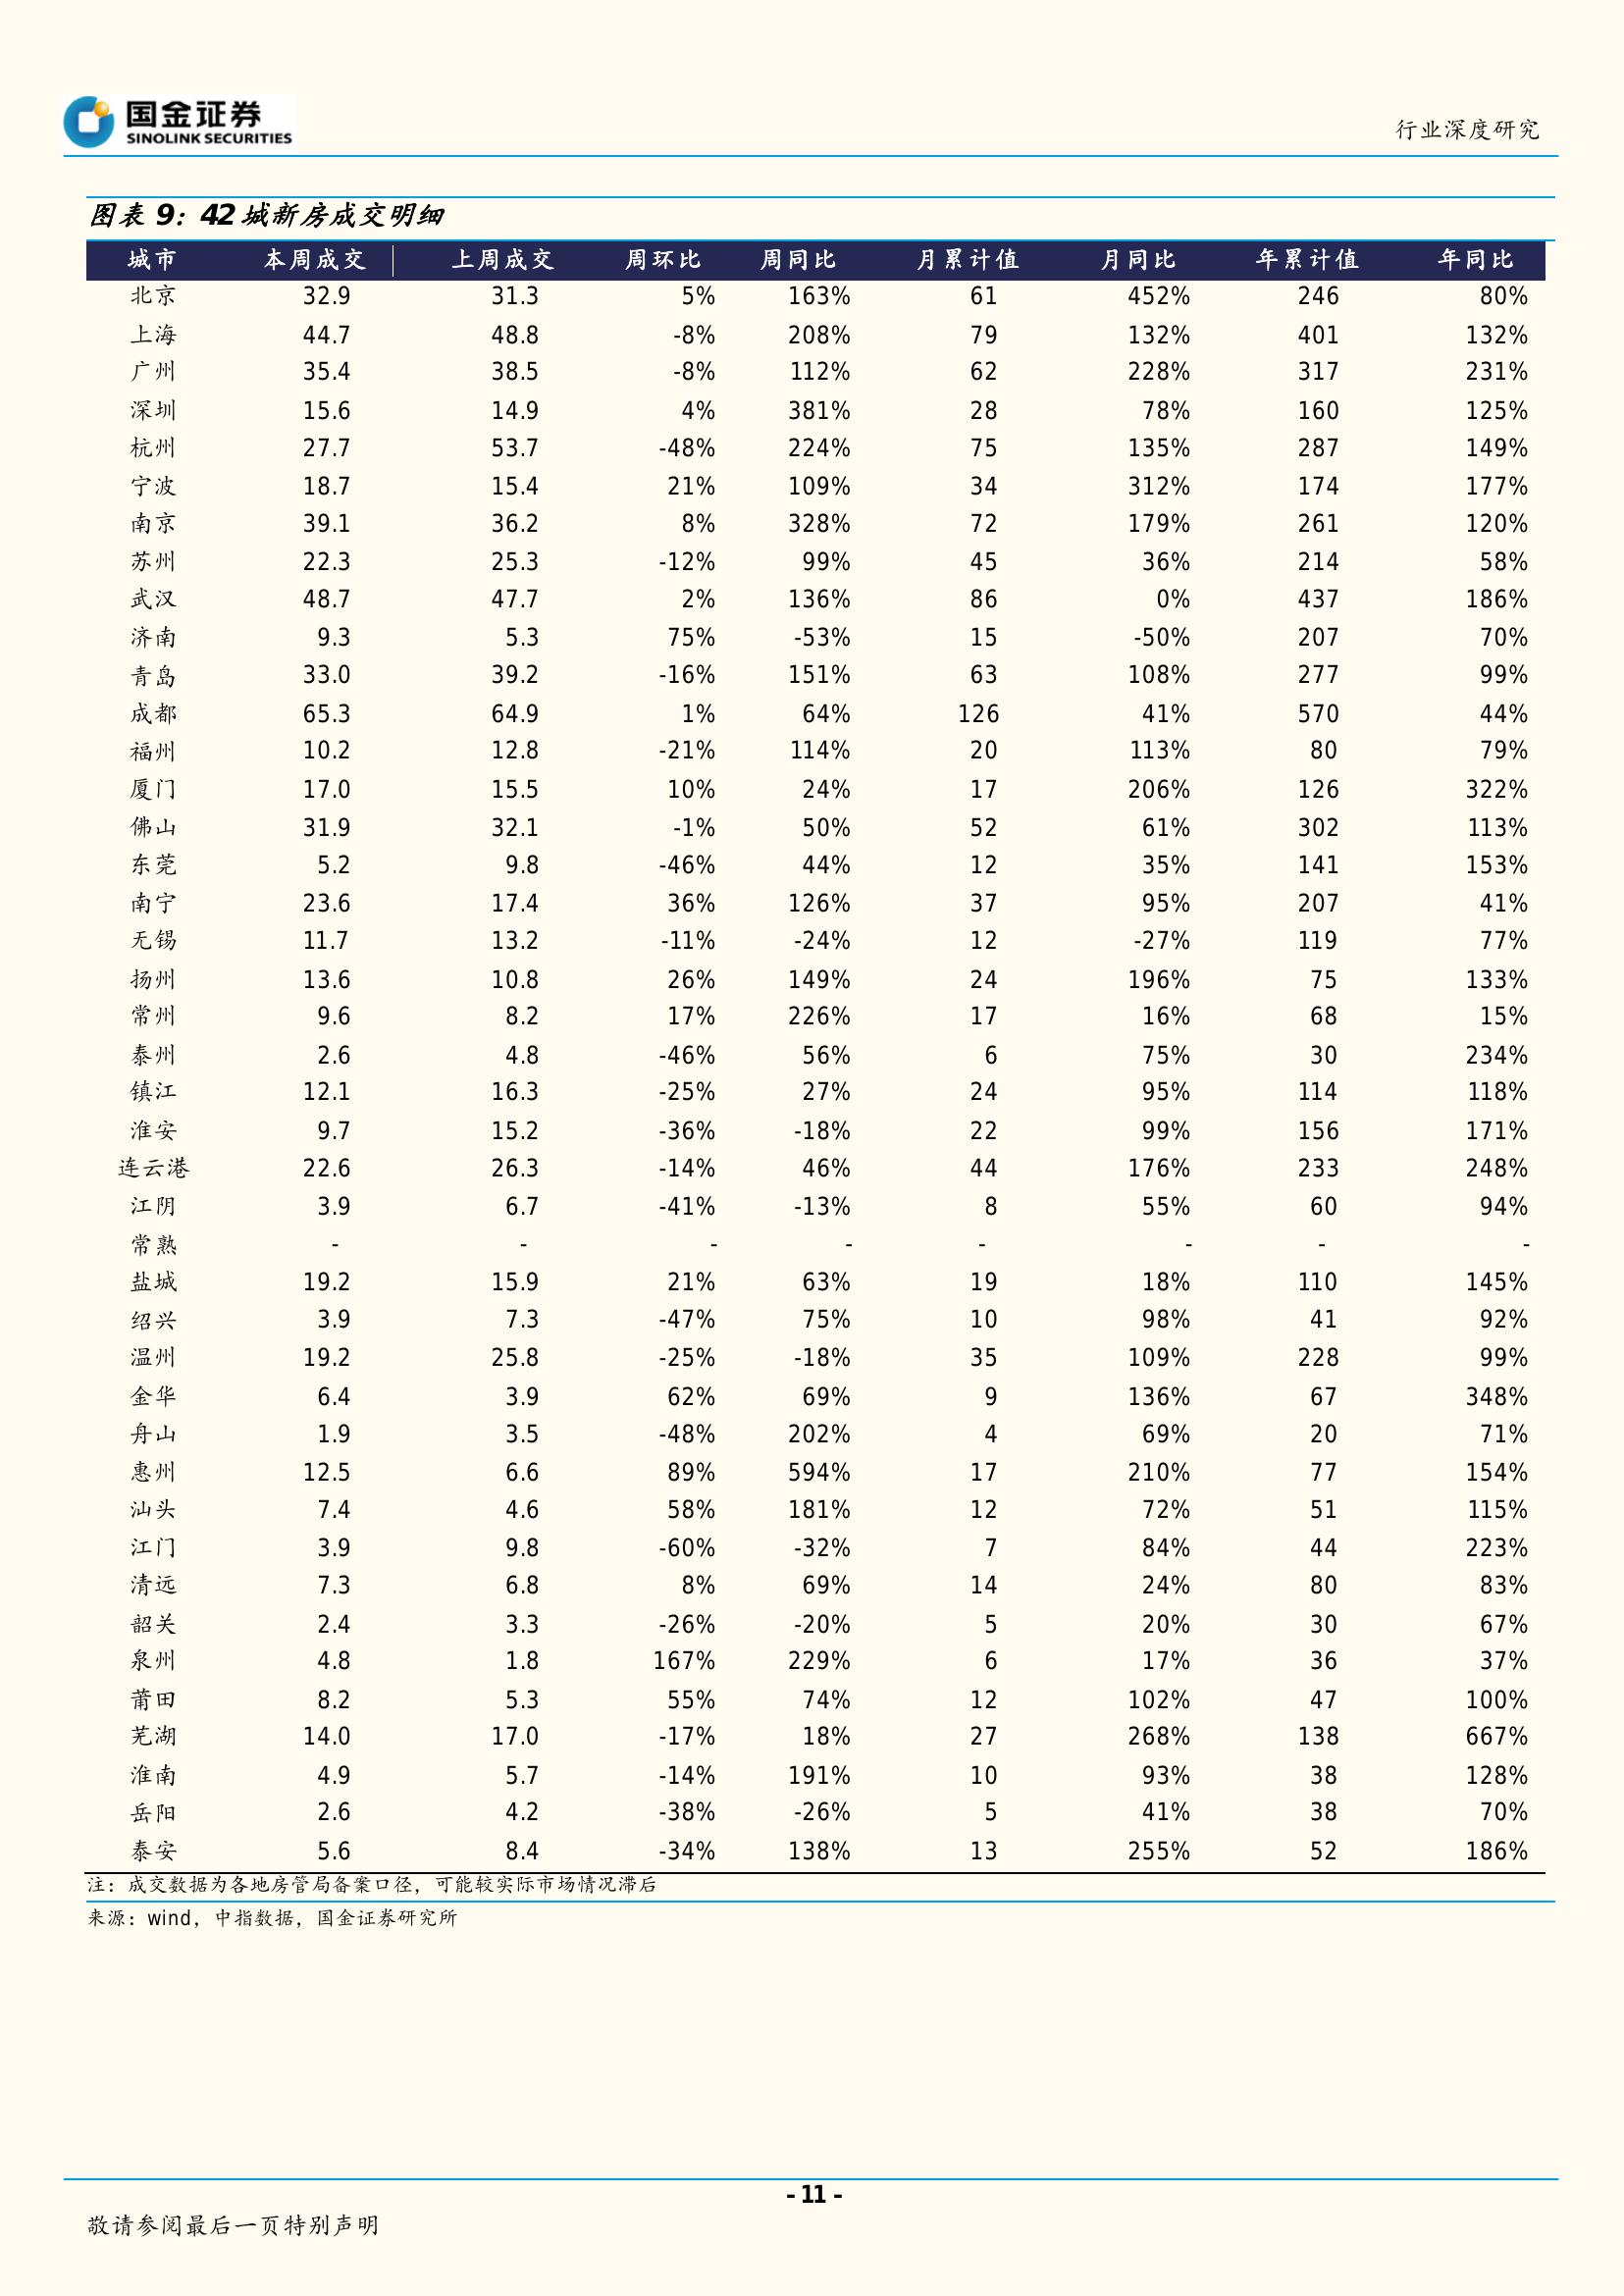 国金证券
SINOLINK SECURITIES
行业深度研究
图表 9：42 城新房成交明细
城市 本周成交 上周成交 周环比 周同比 月累计值 月同比 年累计值 年同比
北京 32.9 31.3 5% 163% 61 452% 246 80%
上海 44.7 48.8 -8% 208% 79 132% 401 132%
广州 35.4 38.5 -8% 112% 62 228% 317 231%
深圳 15.6 14.9 4% 381% 28 78% 160 125%
杭州 27.7 53.7 -48% 224% 75 135% 287 149%
宁波 18.7 15.4 21% 109% 34 312% 174 177%
南京 39.1 36.2 8% 328% 72 179% 261 120%
苏州 22.3 25.3 -12% 99% 45 36% 214 58%
武汉 48.7 47.7 2% 136% 86 0% 437 186%
济南 9.3 5.3 75% -53% 15 -50% 207 70%
青岛 33.0 39.2 -16% 151% 63 108% 277 99%
成都 65.3 64.9 1% 64% 126 41% 570 44%
福州 10.2 12.8 -21% 114% 20 113% 80 79%
厦门 17.0 15.5 10% 24% 17 206% 126 322%
佛山 31.9 32.1 -1% 50% 52 61% 302 113%
东莞 5.2 9.8 -46% 44% 12 35% 141 153%
南宁 23.6 17.4 36% 126% 37 95% 207 41%
无锡 11.7 13.2 -11% -24% 12 -27% 119 77%
扬州 13.6 10.8 26% 149% 24 196% 75 133%
常州 9.6 8.2 17% 226% 17 16% 68 15%
泰州 2.6 4.8 -46% 56% 6 75% 30 234%
镇江 12.1 16.3 -25% 27% 24 95% 114 118%
淮安 9.7 15.2 -36% -18% 22 99% 156 171%
连云港 22.6 26.3 -14% 46% 44 176% 233 248%
江阴 3.9 6.7 -41% -13% 8 55% 60 94%
常熟 - - - - - - - -
盐城 19.2 15.9 21% 63% 19 18% 110 145%
绍兴 3.9 7.3 -47% 75% 10 98% 41 92%
温州 19.2 25.8 -25% -18% 35 109% 228 99%
金华 6.4 3.9 62% 69% 9 136% 67 348%
舟山 1.9 3.5 -48% 202% 4 69% 20 71%
惠州 12.5 6.6 89% 594% 17 210% 77 154%
汕头 7.4 4.6 58% 181% 12 72% 51 115%
江门 3.9 9.8 -60% -32% 7 84% 44 223%
清远 7.3 6.8 8% 69% 14 24% 80 83%
韶关 2.4 3.3 -26% -20% 5 20% 30 67%
泉州 4.8 1.8 167% 229% 6 17% 36 37%
莆田 8.2 5.3 55% 74% 12 102% 47 100%
芜湖 14.0 17.0 -17% 18% 27 268% 138 667%
淮南 4.9 5.7 -14% 191% 10 93% 38 128%
岳阳 2.6 4.2 -38% -26% 5 41% 38 70%
泰安 5.6 8.4 -34% 138% 13 255% 52 186%
注：成交数据为各地房管局备案口径，可能较实际市场情况滞后
来源：wind，中指数据，国金证券研究所
- 11 -
敬请参阅最后一页特别声明